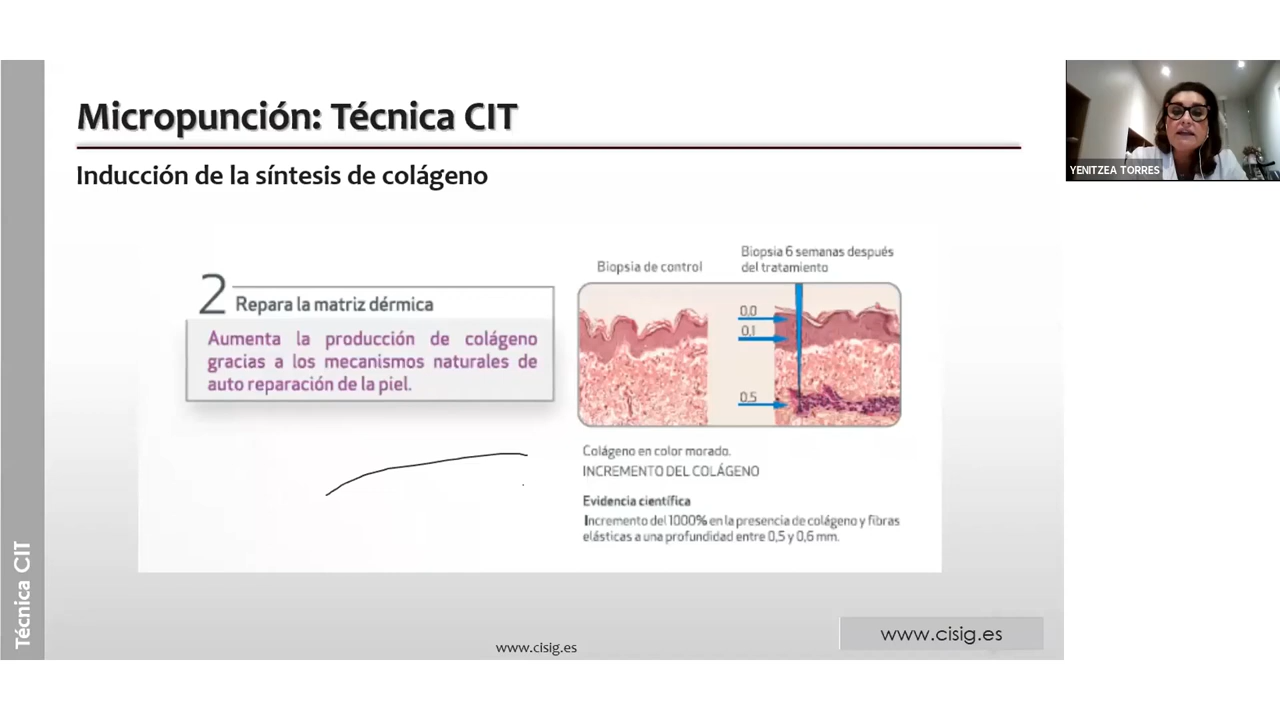 Micropunción: Técnica CIT
Inducción de la síntesis de colágeno
YENITZEA TORRES
2 Repara la matriz dérmica
Aumenta la producción de colágeno
gracias a los mecanismos naturales de
auto reparación de la piel.
Biopsia de control
Biopsia 6 semanas después
del tratamiento
0,0
0,1
0,5
Colágeno en color morado.
INCREMENTO DEL COLÁGENO
Evidencia científica
Incremento del 1000% en la presencia de colágeno y fibras
elásticas a una profundidad entre 0,5 y 0,6 mm.
Técnica CIT
www.cisig.es
www.cisig.es